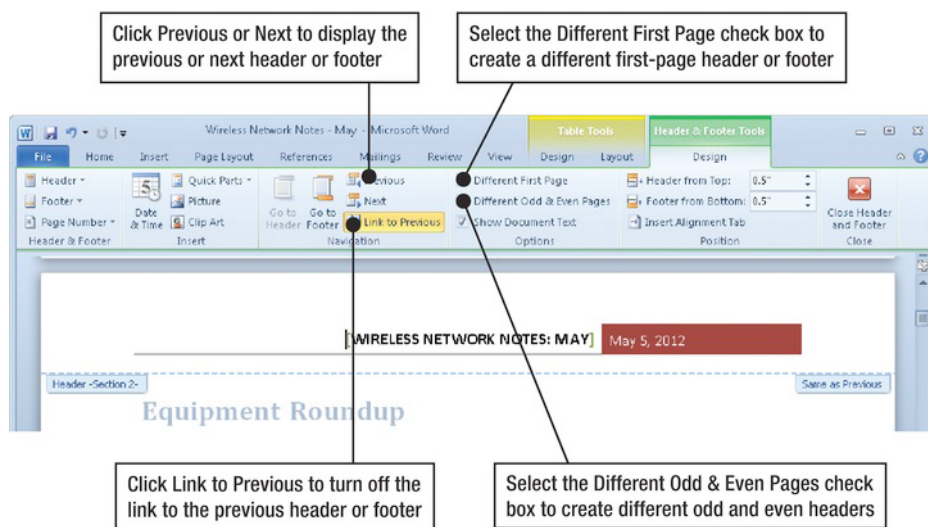 Click Previous or Next to display the
previous or next header or footer
Select the Different First Page check box to
create a different first-page header or footer
Wireless Network Notes - May - Microsoft Word
Table Tools
Header & Footer Tools
File Home Insert Page Layout References Mailings Review View Design Layout Design
Header
Footer
Page Number
Header & Footer
Date
& Time
Quick Parts
Picture
Clip Art
Insert
Go to
Header
Go to
Footer
Previous
Next
Link to Previous
Navigation
Different First Page
Different Odd & Even Pages
Show Document Text
Options
Header from Top: 0.5"
Footer from Bottom: 0.5"
Insert Alignment Tab
Position
Close Header
and Footer
Close
[WIRELESS NETWORK NOTES: MAY] May 5, 2012
Header -Section 2-
Same as Previous
Equipment Roundup
Click Link to Previous to turn off the
link to the previous header or footer
Select the Different Odd & Even Pages check
box to create different odd and even headers